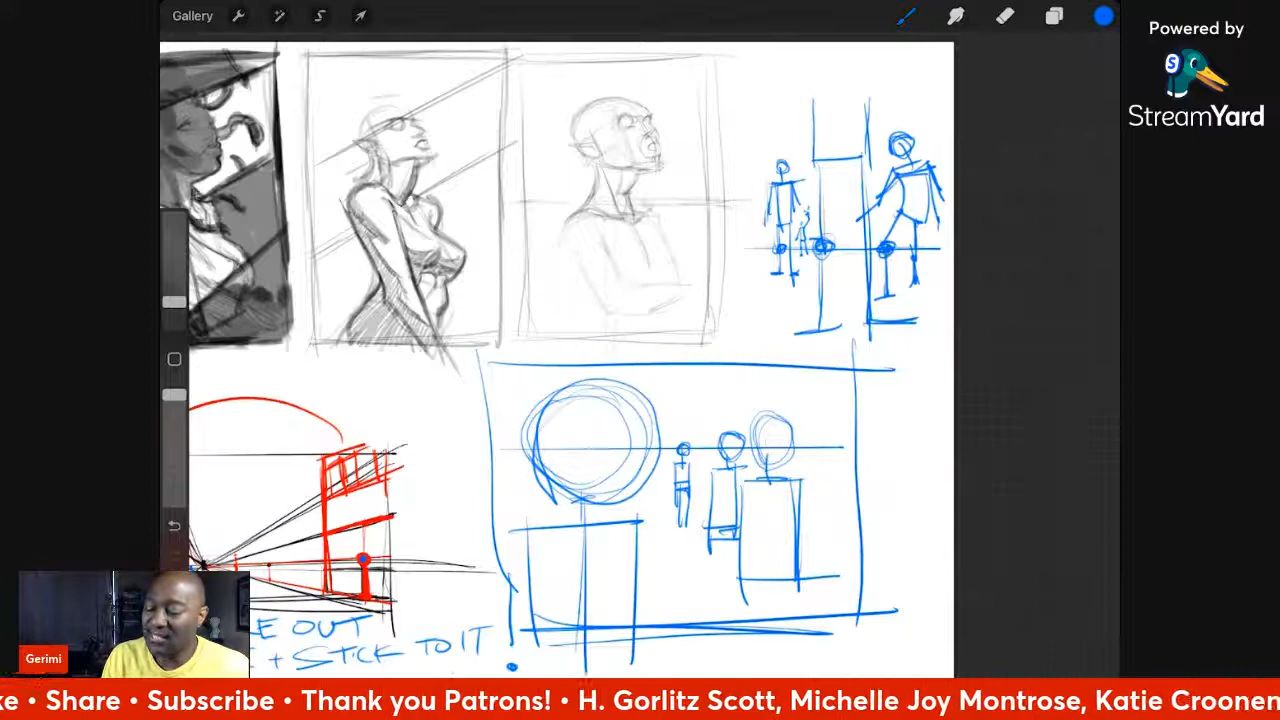 Gallery
Powered by
S
StreamYard
E OUT
+ STICK TO IT
Gerimi
ke • Share • Subscribe • Thank you Patrons! • H. Gorlitz Scott, Michelle Joy Montrose, Katie Croonen